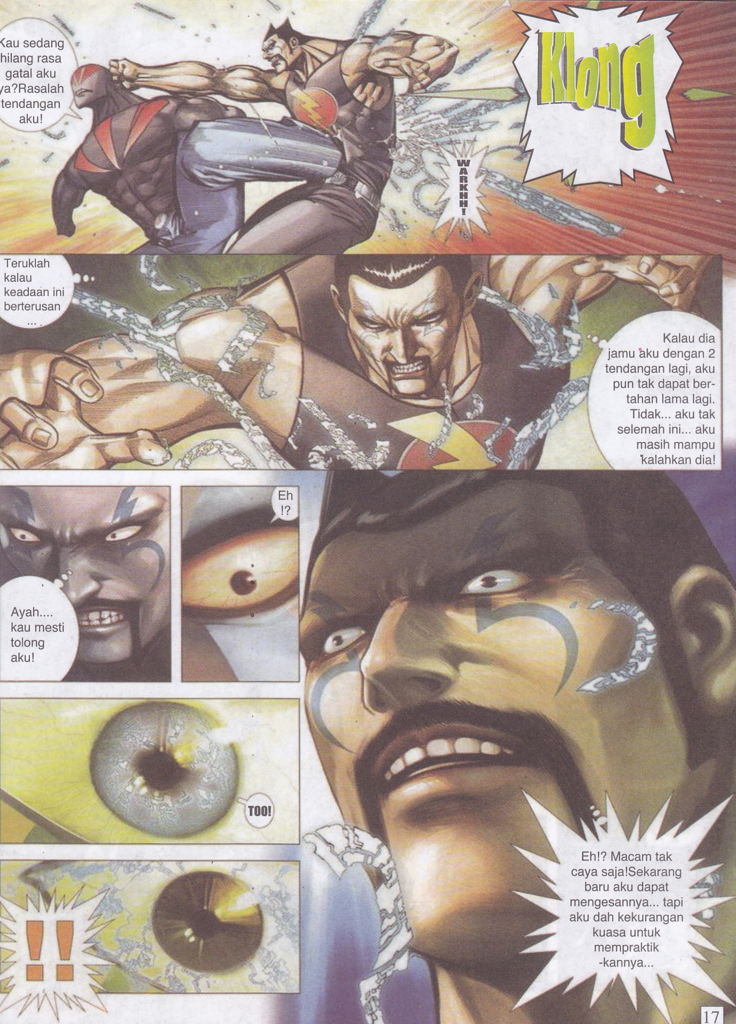 Kau sedang
hilang rasa
gatal aku
ya?Rasalah
tendangan
aku!
Klong
WARKHH!
Teruklah
kalau
keadaan ini
berterusan
...
Kalau dia
jamu aku dengan 2
tendangan lagi, aku
pun tak dapat ber-
tahan lama lagi.
Tidak... aku tak
selemah ini... aku
masih mampu
kalahkan dia!
Ayah....
kau mesti
tolong
aku!
Eh
!?
TOO!
!!
Eh!? Macam tak
caya saja!Sekarang
baru aku dapat
mengesannya... tapi
aku dah kekurangan
kuasa untuk
mempraktik
-kannya...
17